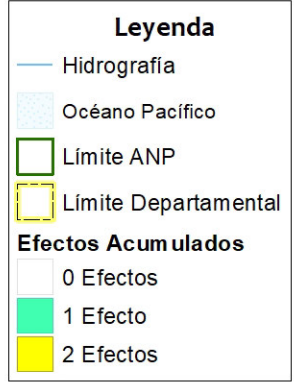 Leyenda
Hidrografía
Océano Pacífico
Límite ANP
Límite Departamental
Efectos Acumulados
0 Efectos
1 Efecto
2 Efectos